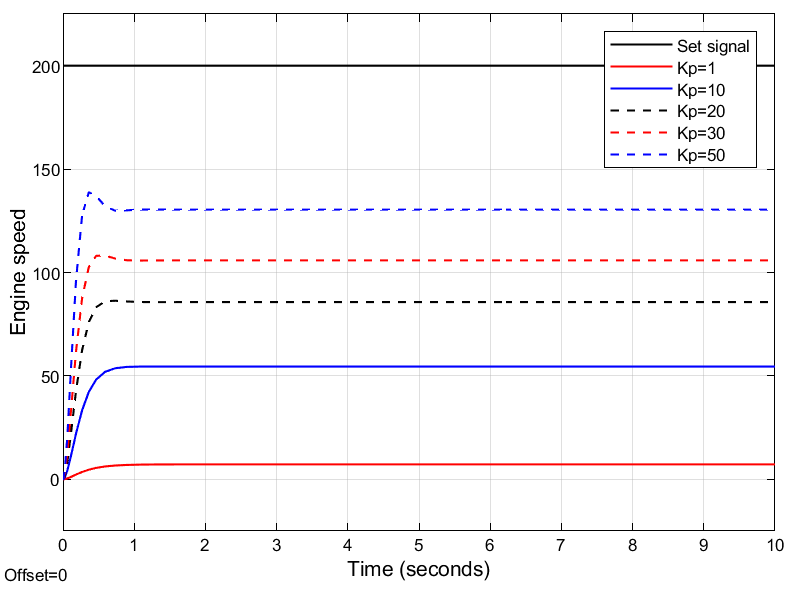 Set signal
Kp=1
Kp=10
Kp=20
Kp=30
Kp=50
200
150
100
50
0
Engine speed
0 1 2 3 4 5 6 7 8 9 10
Time (seconds)
Offset=0